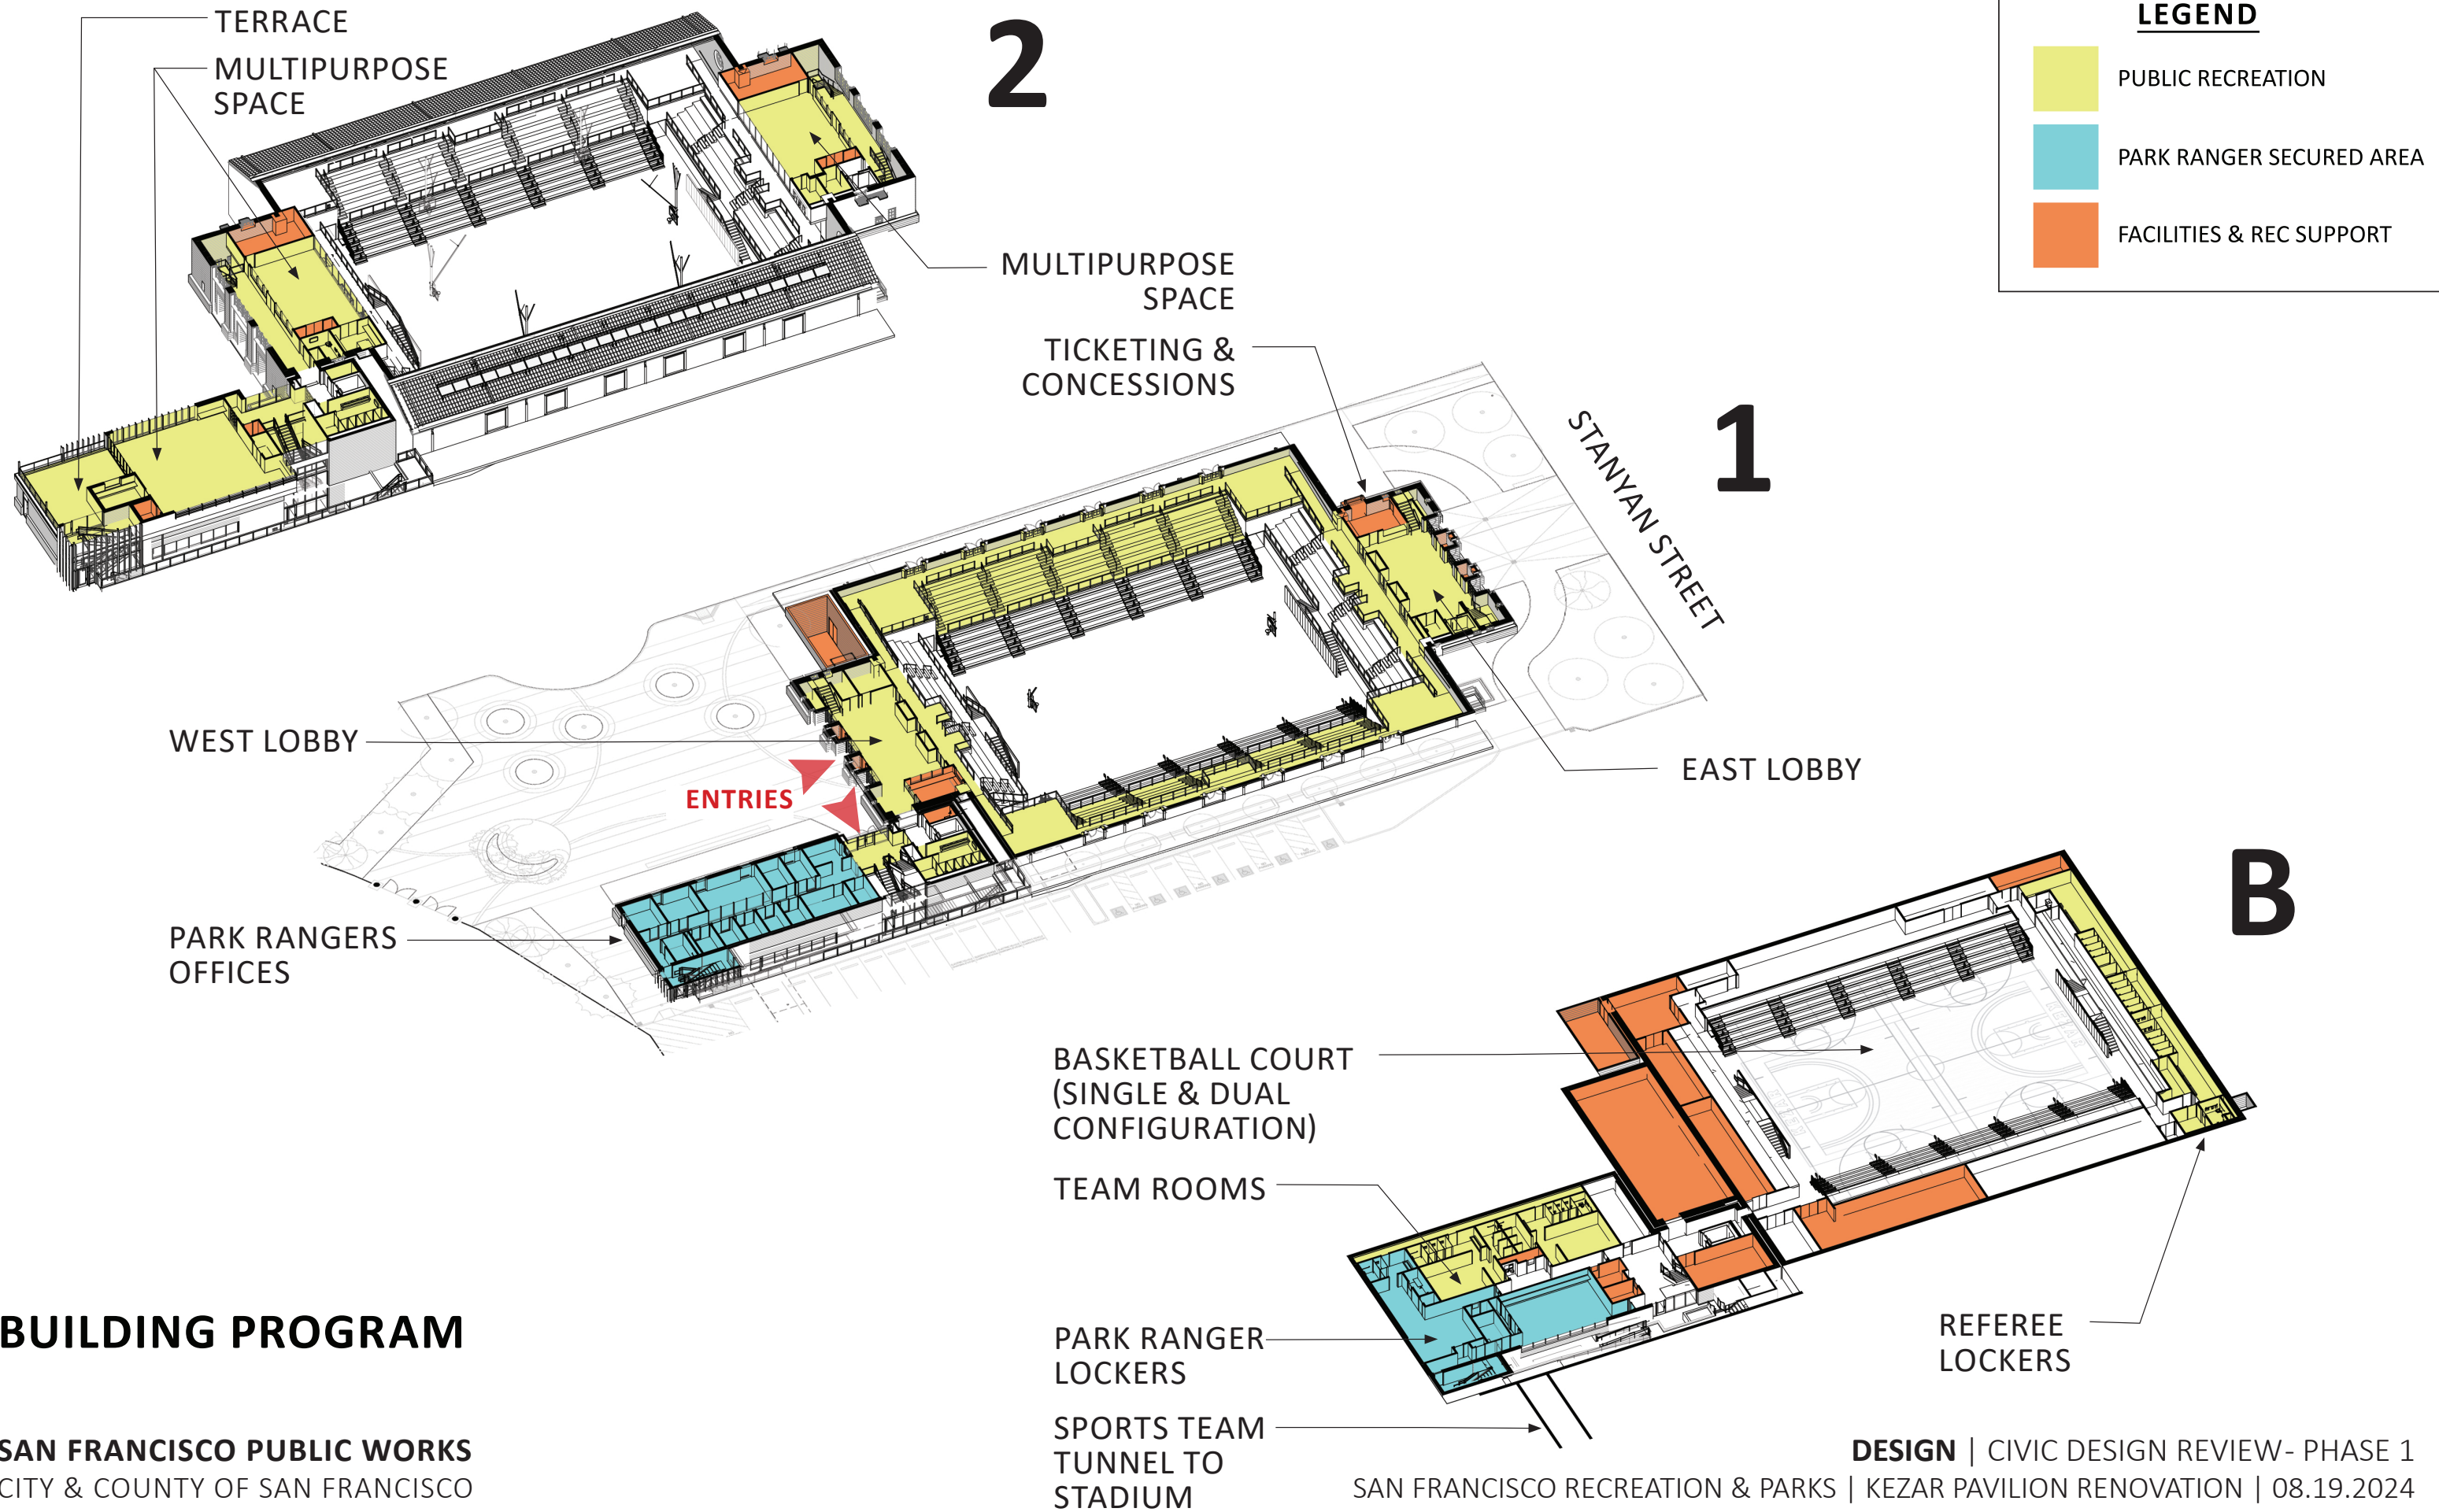 TERRACE
MULTIPURPOSE
SPACE
2
LEGEND
PUBLIC RECREATION
PARK RANGER SECURED AREA
FACILITIES & REC SUPPORT
MULTIPURPOSE
SPACE
TICKETING &
CONCESSIONS
1
STANYAN STREET
WEST LOBBY
ENTRIES
EAST LOBBY
PARK RANGERS
OFFICES
B
BASKETBALL COURT
(SINGLE & DUAL
CONFIGURATION)
TEAM ROOMS
PARK RANGER
LOCKERS
SPORTS TEAM
TUNNEL TO
STADIUM
REFEREE
LOCKERS
BUILDING PROGRAM
SAN FRANCISCO PUBLIC WORKS
CITY & COUNTY OF SAN FRANCISCO
DESIGN | CIVIC DESIGN REVIEW- PHASE 1
SAN FRANCISCO RECREATION & PARKS | KEZAR PAVILION RENOVATION | 08.19.2024